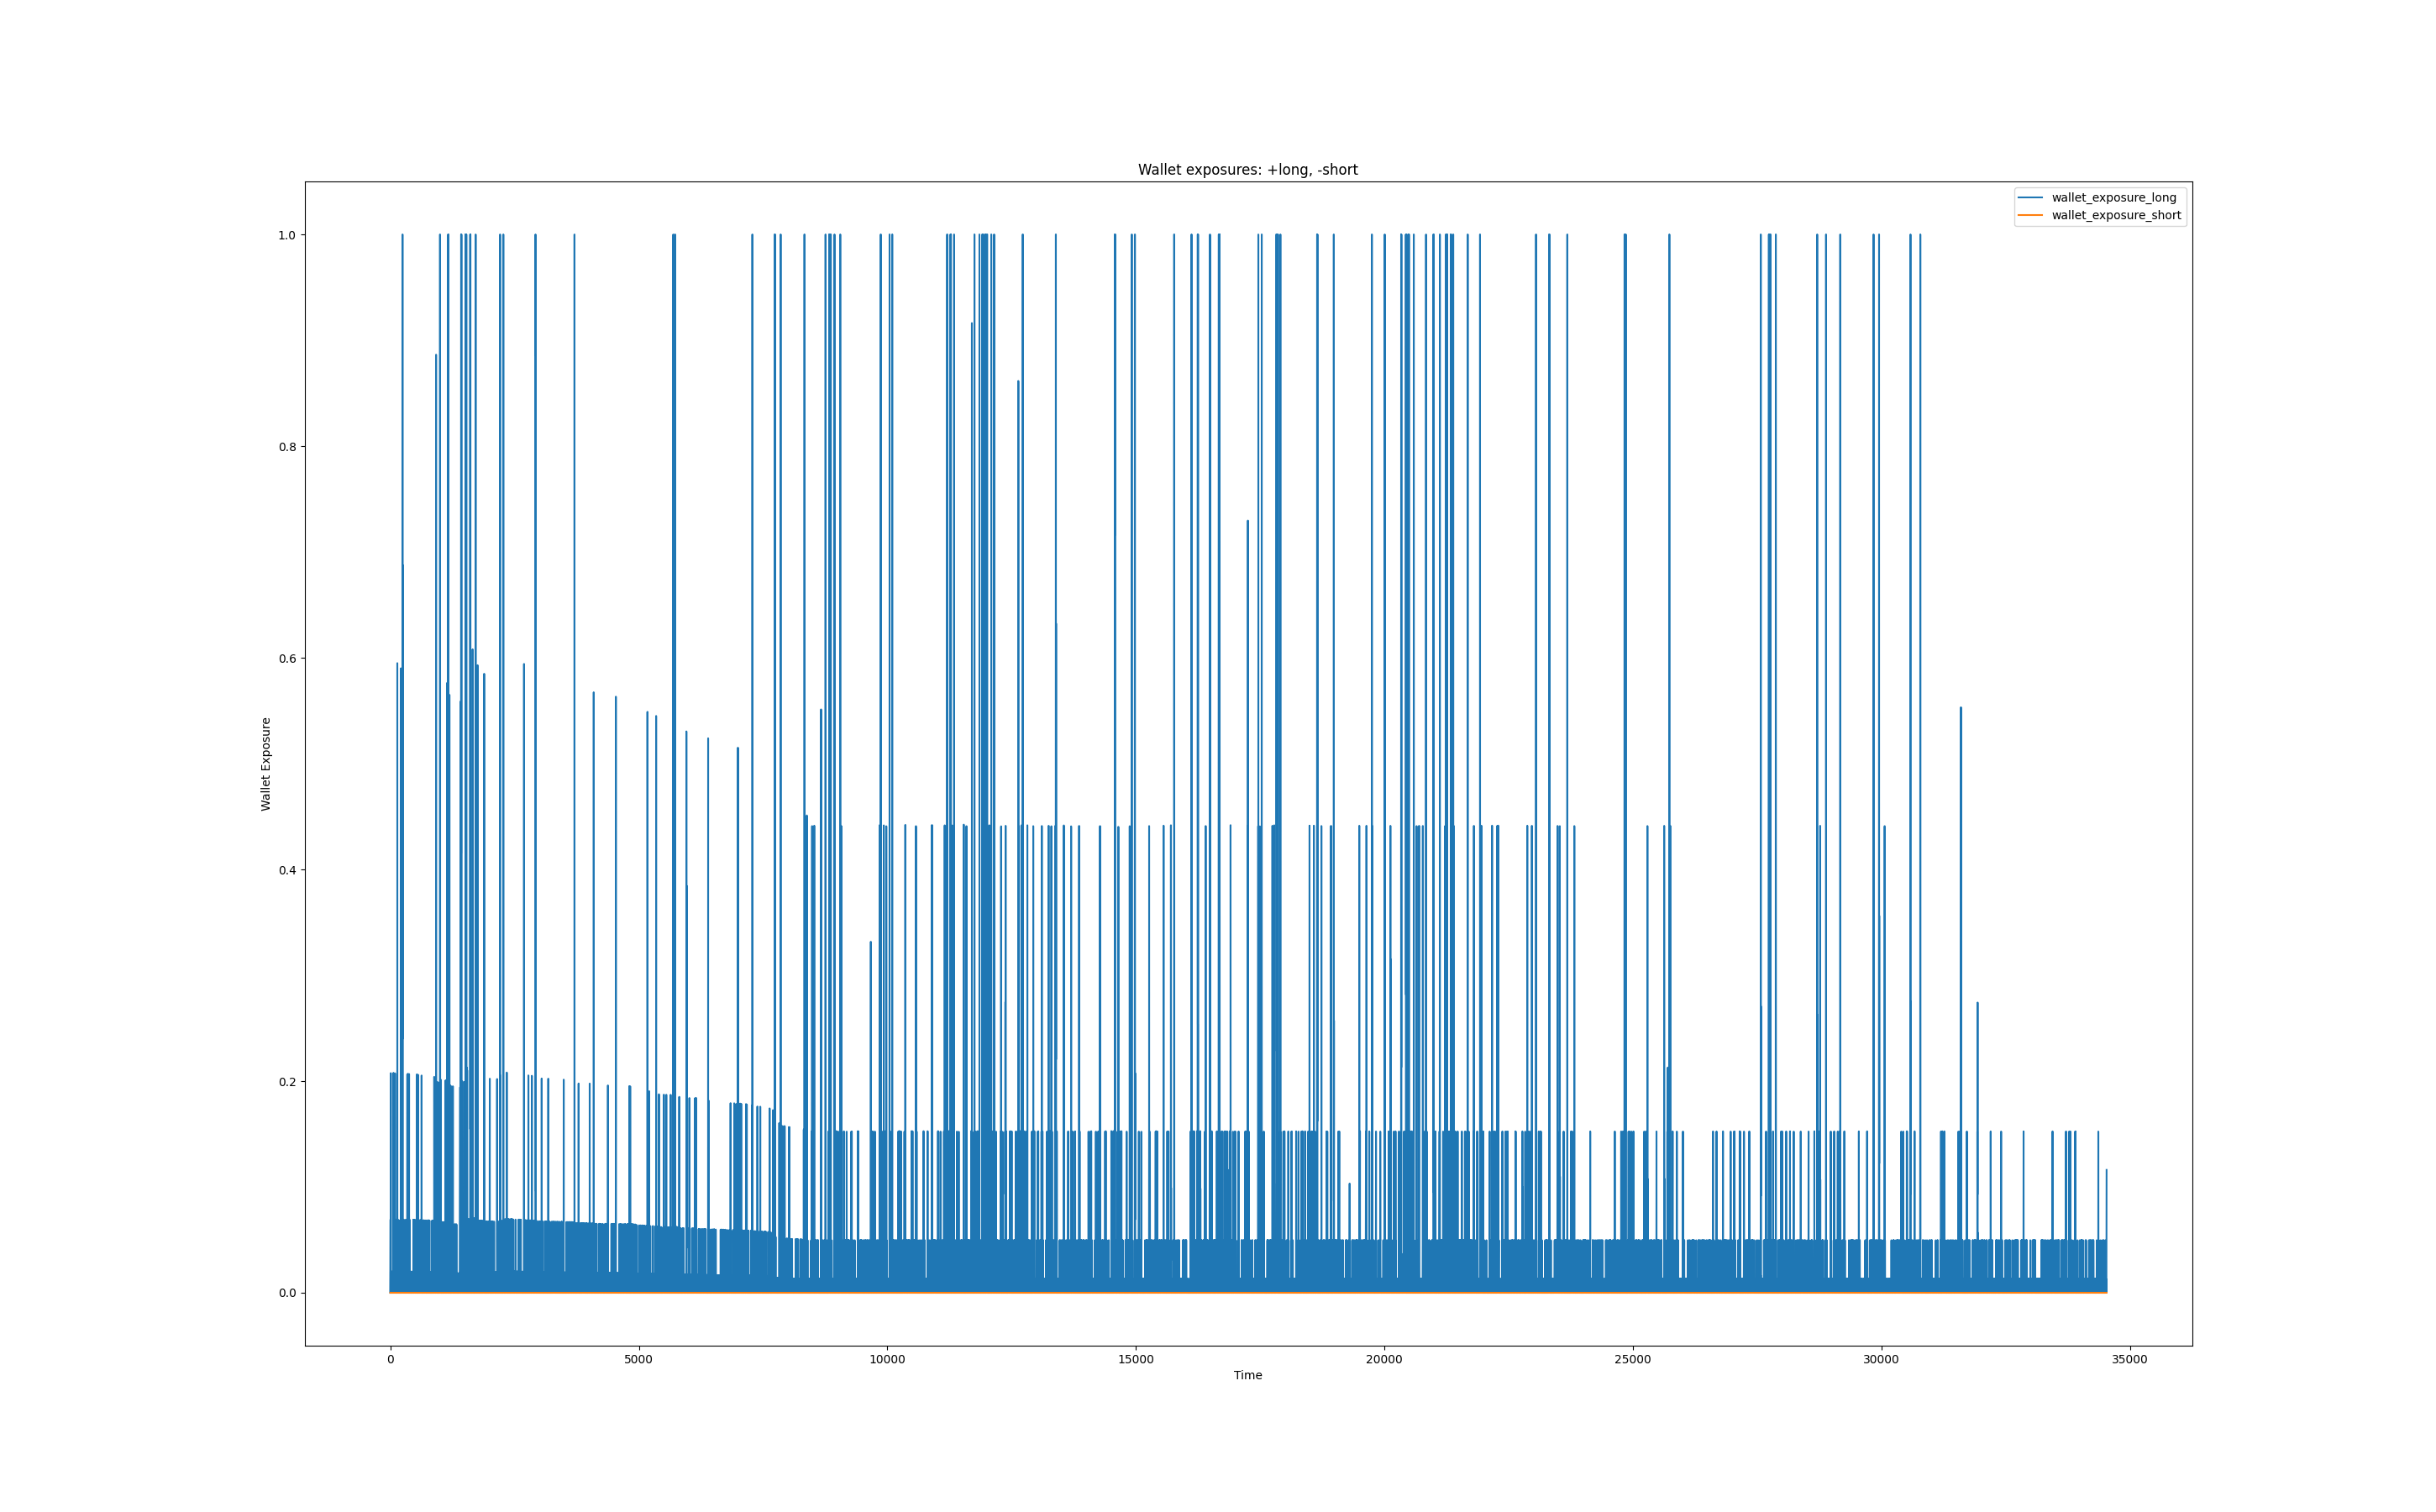 Wallet exposures: +long, -short
wallet_exposure_long
wallet_exposure_short
1.0
0.8
0.6
0.4
0.2
0.0
Wallet Exposure
0 5000 10000 15000 20000 25000 30000 35000
Time